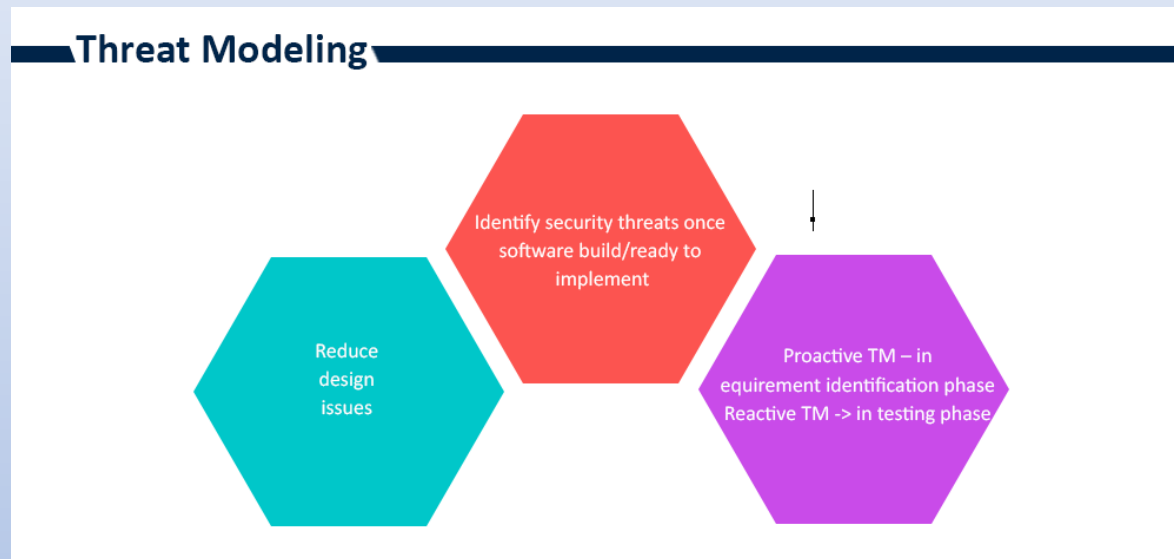 Threat Modeling
Identify security threats once
software build/ready to
implement
Reduce
design
issues
Proactive TM – in
equirement identification phase
Reactive TM -> in testing phase